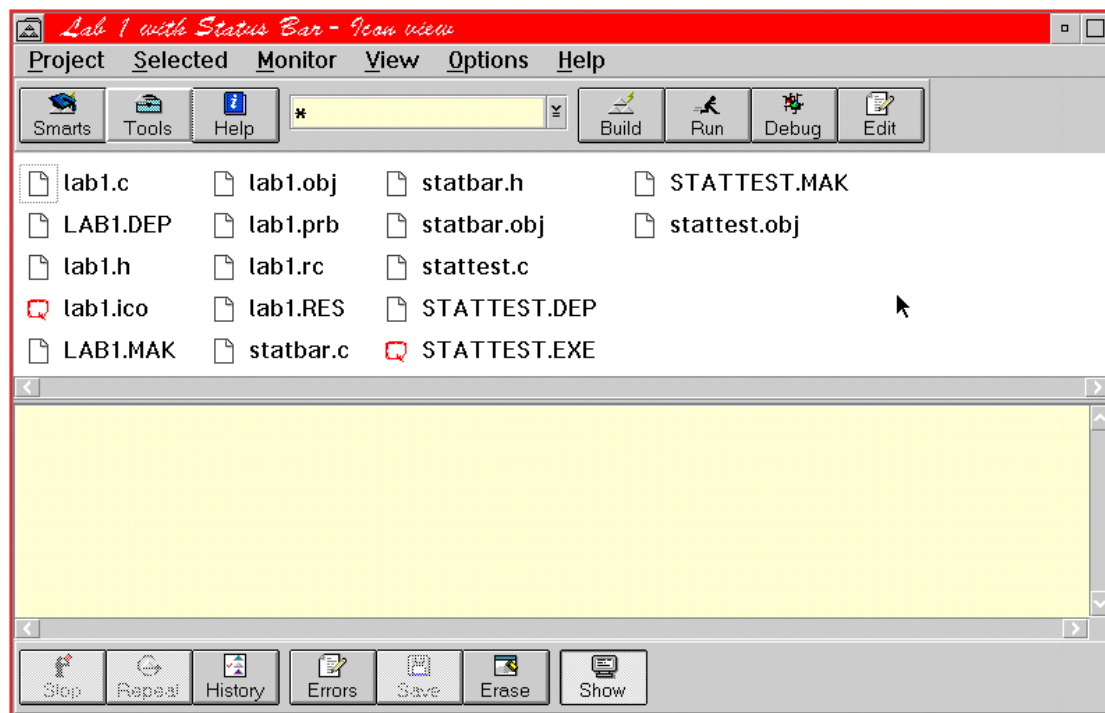 Lab 1 with Status Bar - Icon view
Project Selected Monitor View Options Help
Smarts Tools Help * Build Run Debug Edit
lab1.c lab1.obj statbar.h STATTEST.MAK
LAB1.DEP lab1.prb statbar.obj stattest.obj
lab1.h lab1.rc stattest.c
lab1.ico lab1.RES STATTEST.DEP
LAB1.MAK statbar.c STATTEST.EXE
Stop Repeat History Errors Save Erase Show